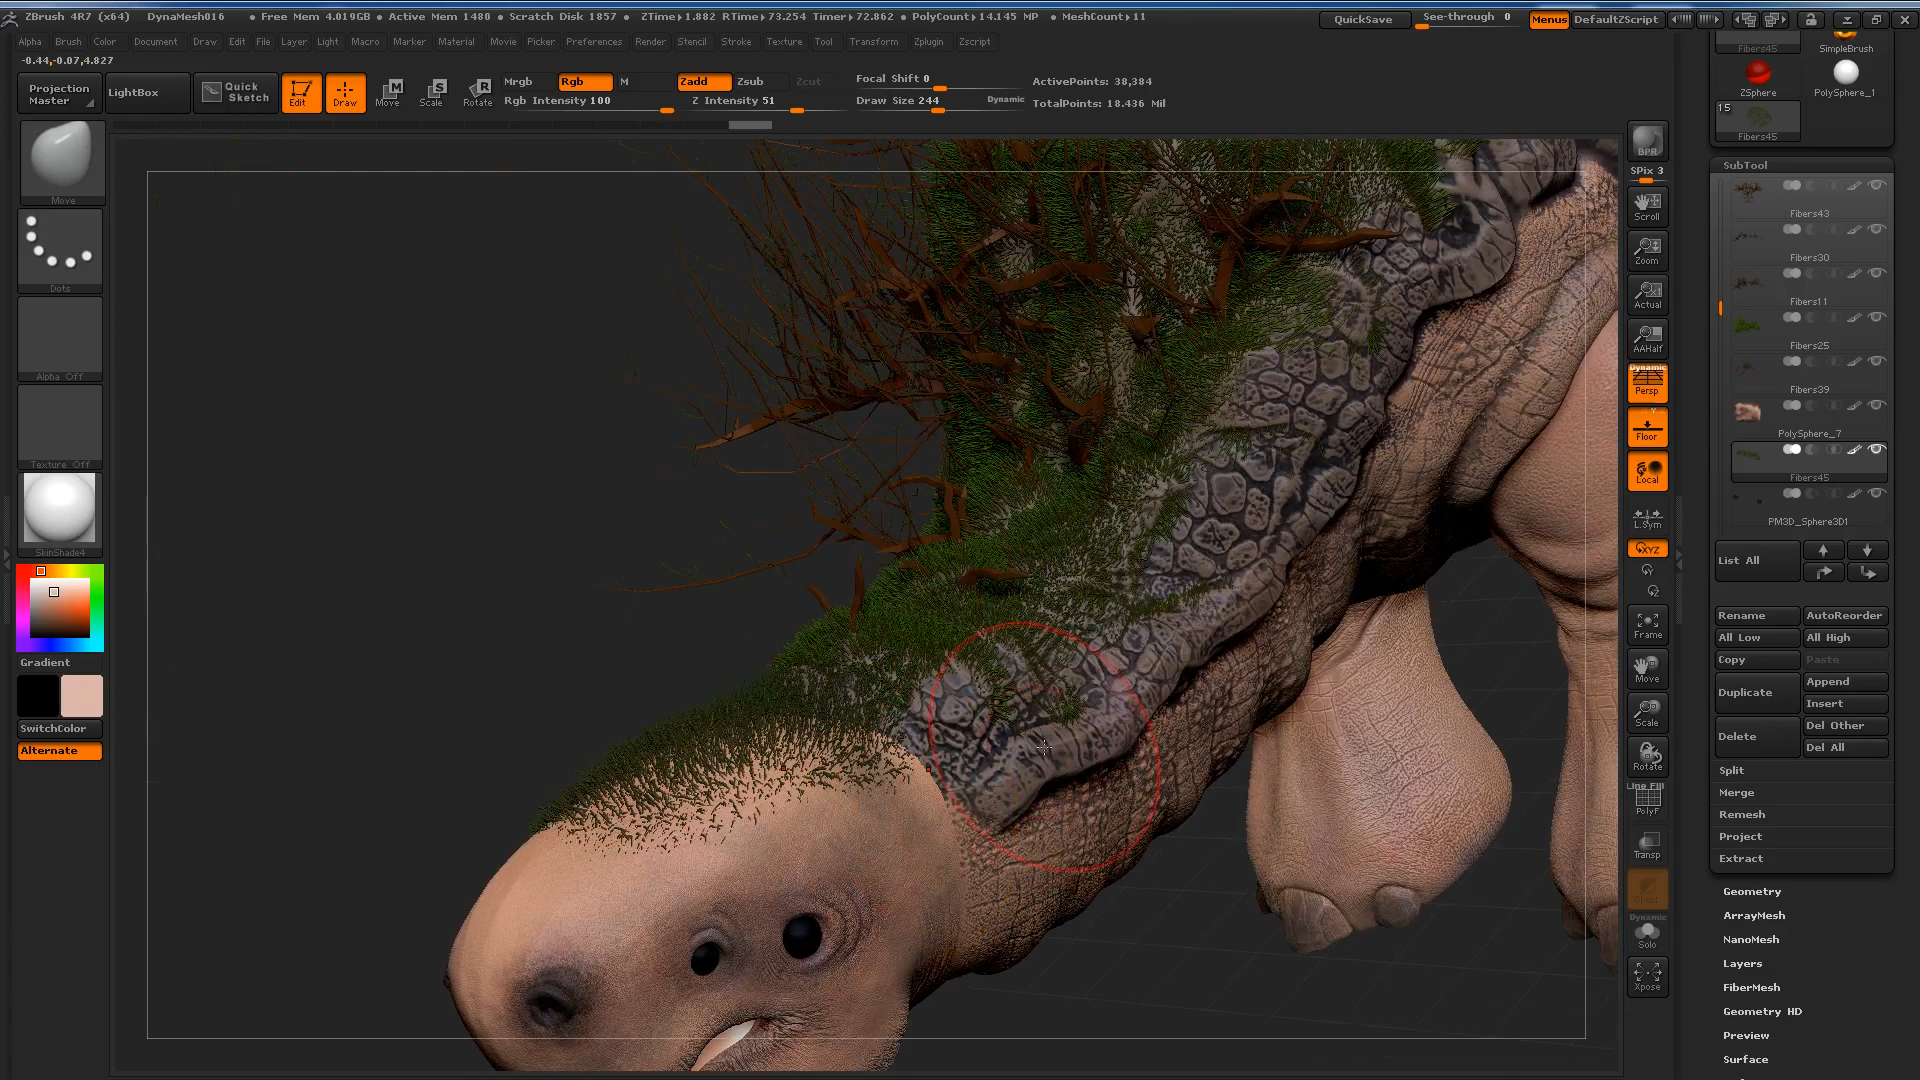 ZBrush 4R7 (x64) DynaMesh016 • Free Mem 4.019GB • Active Mem 1480 • Scratch Disk 1857 • ZTime▸1.882 RTime▸73.254 Timer▸72.862 • PolyCount▸14.145 MP • MeshCount▸11
QuickSave
See-through 0
Menus
DefaultZScript
Alpha Brush Color Document Draw Edit File Layer Light Macro Marker Material Movie Picker Preferences Render Stencil Stroke Texture Tool Transform Zplugin Zscript
-0.44,-0.07,4.827
Projection Master
LightBox
Quick Sketch
Edit
Draw
Move
Scale
Rotate
Mrgb Rgb M
Rgb Intensity 100
Zadd Zsub Zcut
Z Intensity 51
Focal Shift 0
Draw Size 244
Dynamic
ActivePoints: 38,384
TotalPoints: 18.436 Mil
Move
Dots
Alpha Off
Texture Off
SkinShade4
Gradient
SwitchColor
Alternate
BPR
SPix 3
Scroll
Zoom
Actual
AAHalf
Dynamic
Persp
Floor
Local
L.Sym
XYZ
Frame
Move
Scale
Rotate
Line Fill
PolyF
Transp
Dynamic
Solo
Xpose
Fibers45
SimpleBrush
ZSphere
PolySphere_1
15
Fibers45
SubTool
Fibers43
Fibers30
Fibers11
Fibers25
Fibers39
PolySphere_7
Fibers45
PM3D_Sphere3D1
List All
Rename AutoReorder
All Low All High
Copy Paste
Duplicate
Append
Insert
Delete
Del Other
Del All
Split
Merge
Remesh
Project
Extract
Geometry
ArrayMesh
NanoMesh
Layers
FiberMesh
Geometry HD
Preview
Surface